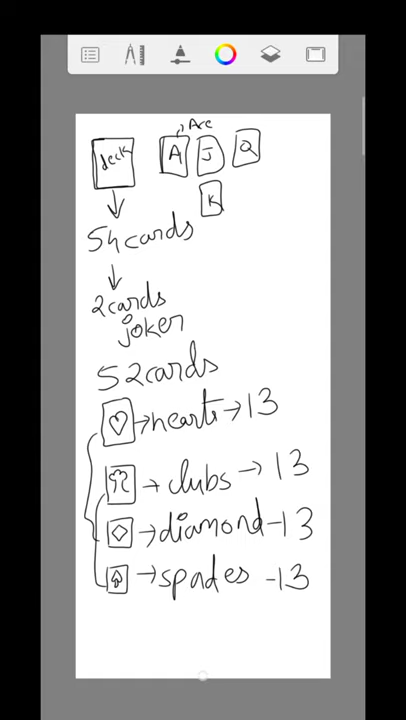 Ace
deck A J Q
K
54 cards
2 cards
joker
52 cards
hearts 13
clubs 13
diamond - 13
spades - 13